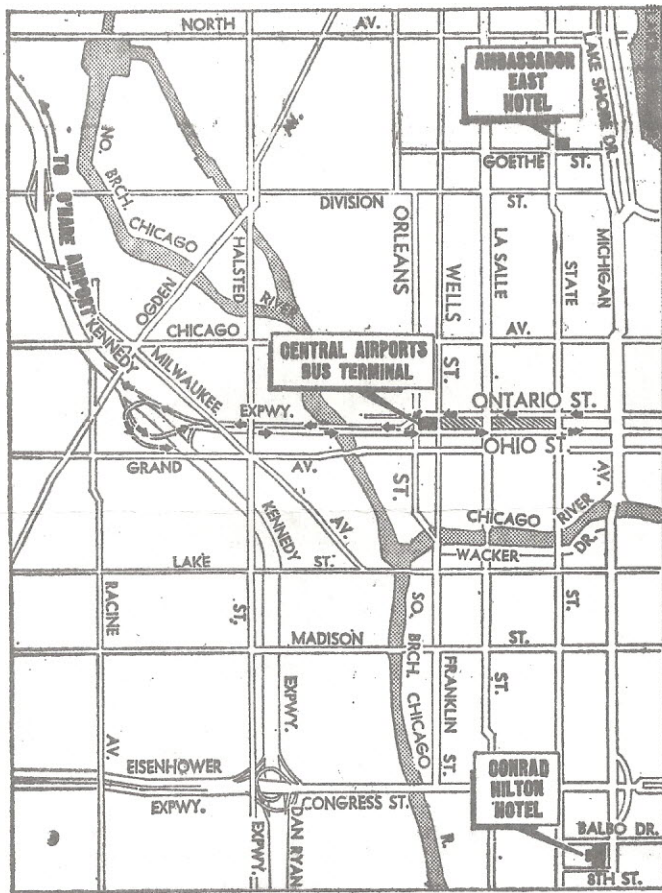 NORTH AV.
AMBASSADOR
EAST
HOTEL
LAKE SHORE DR.
GOETHE ST.
NO. BRCH. CHICAGO RIVER
AV.
TO O'HARE AIRPORT
DIVISION ST.
ORLEANS
WELLS
LA SALLE
STATE
MICHIGAN
HALSTED
OGDEN
KENNEDY
CHICAGO AV.
MILWAUKEE
CENTRAL AIRPORTS
BUS TERMINAL
ST.
ONTARIO ST.
EXPWY.
OHIO ST.
GRAND AV.
ST.
AV.
CHICAGO RIVER
WACKER DR.
KENNEDY
AV.
LAKE ST.
RACINE
ST.
SO. BRCH. CHICAGO R.
ST.
MADISON ST.
FRANKLIN ST.
ST.
EXPWY.
AV.
EISENHOWER
EXPWY.
CONGRESS ST.
CONRAD
HILTON
HOTEL
EXPWY.
DAN RYAN
BALBO DR.
8TH ST.